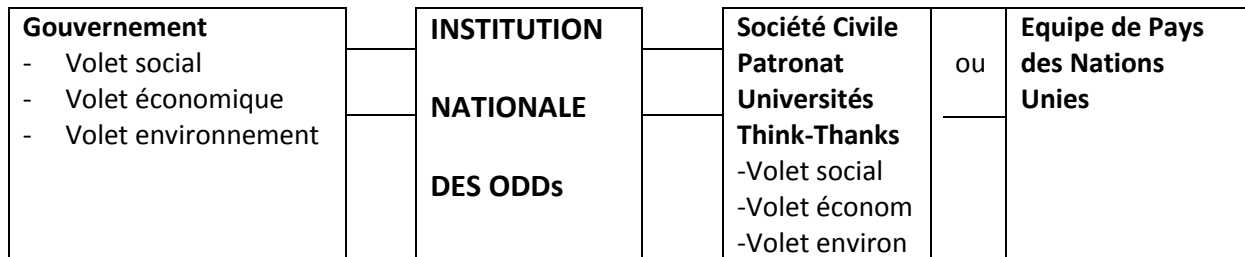 Gouvernement
- Volet social
- Volet économique
- Volet environnement
INSTITUTION
NATIONALE
DES ODDs
Société Civile
Patronat
Universités
Think-Thanks
-Volet social
-Volet économ
-Volet environ
ou
Equipe de Pays
des Nations
Unies